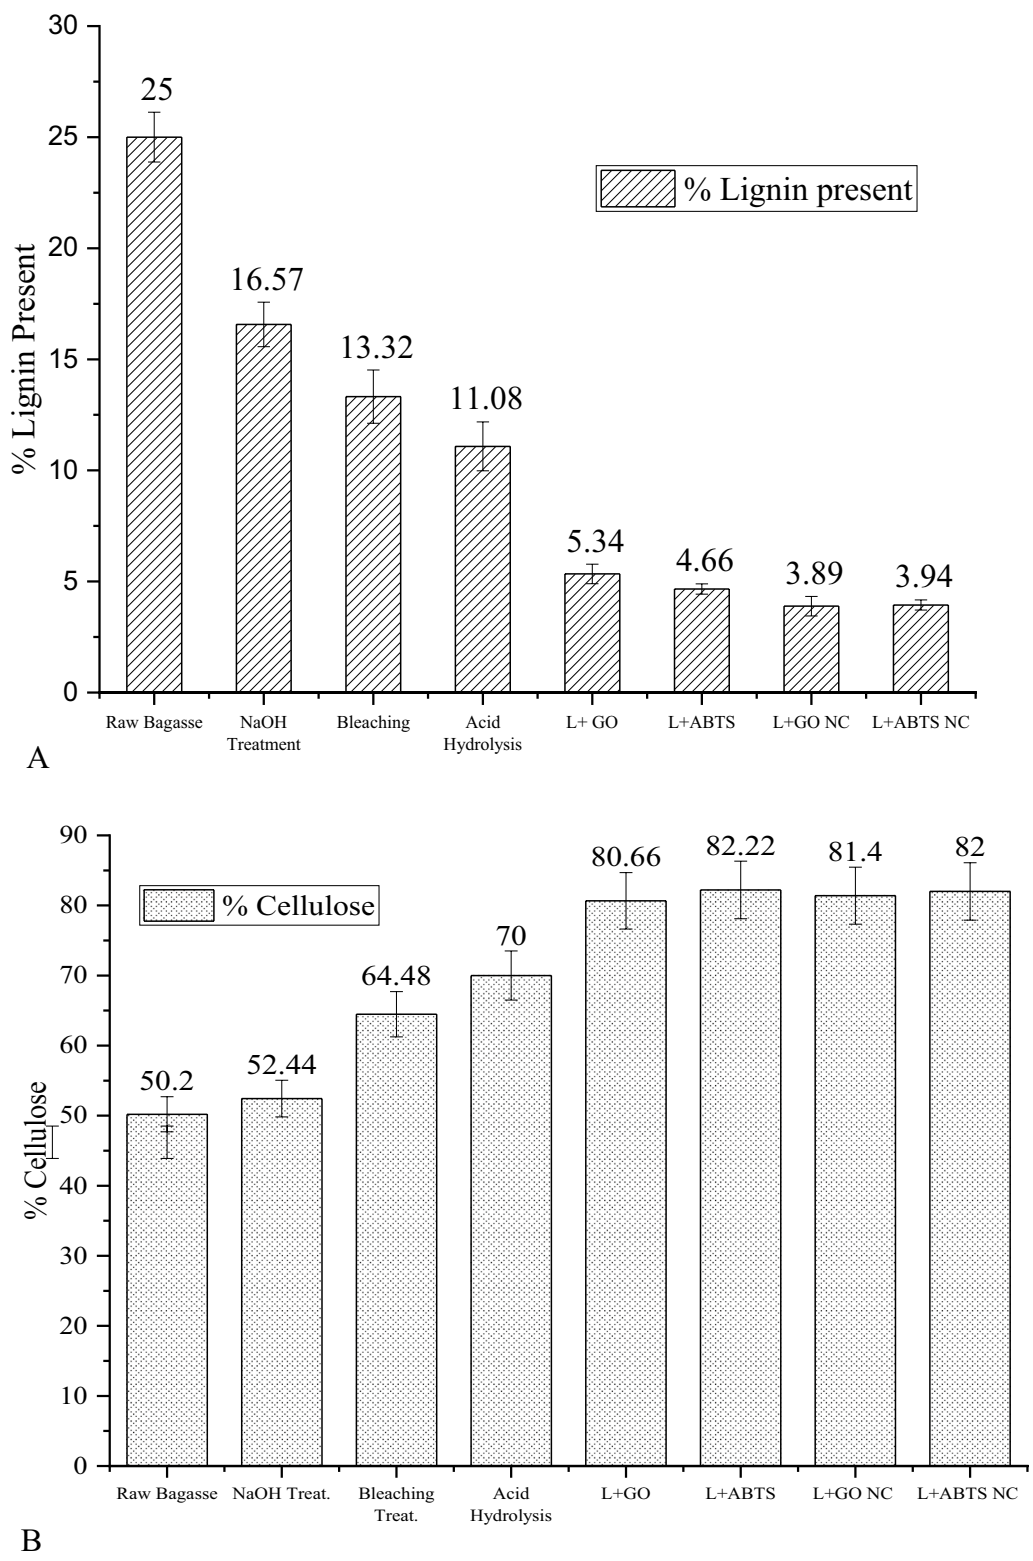 30
25
20
15
10
5
0
% Lignin Present
% Lignin present
25
16.57
13.32
11.08
5.34
4.66
3.89
3.94
Raw Bagasse
NaOH
Treatment
Bleaching
Acid
Hydrolysis
L+ GO
L+ABTS
L+GO NC
L+ABTS NC
A
90
80
70
60
50
40
30
20
10
0
% Cellulose
% Cellulose
50.2
52.44
64.48
70
80.66
82.22
81.4
82
Raw Bagasse
NaOH Treat.
Bleaching
Treat.
Acid
Hydrolysis
L+GO
L+ABTS
L+GO NC
L+ABTS NC
B